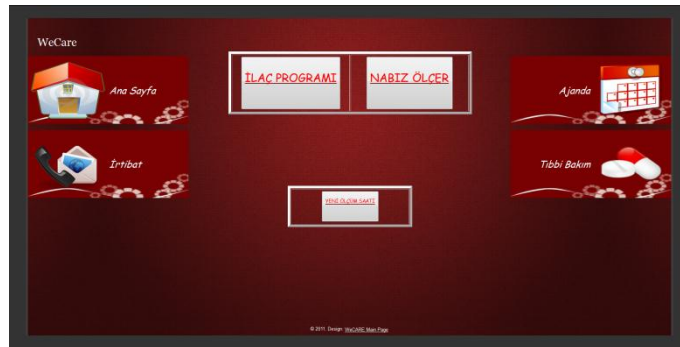 WeCare
Ana Sayfa
İLAÇ PROGRAMI
NABIZ ÖLÇER
Ajanda
İrtibat
Tıbbi Bakım
YENİ ÖLÇÜM SAATİ
© 2011. Design: WeCARE Main Page